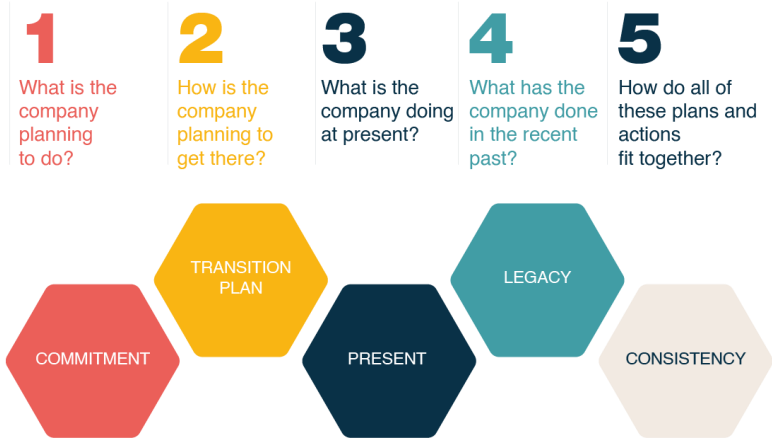 1
What is the
company
planning
to do?
2
How is the
company
planning to
get there?
3
What is the
company doing
at present?
4
What has the
company done
in the recent
past?
5
How do all of
these plans and
actions
fit together?
COMMITMENT
TRANSITION
PLAN
PRESENT
LEGACY
CONSISTENCY